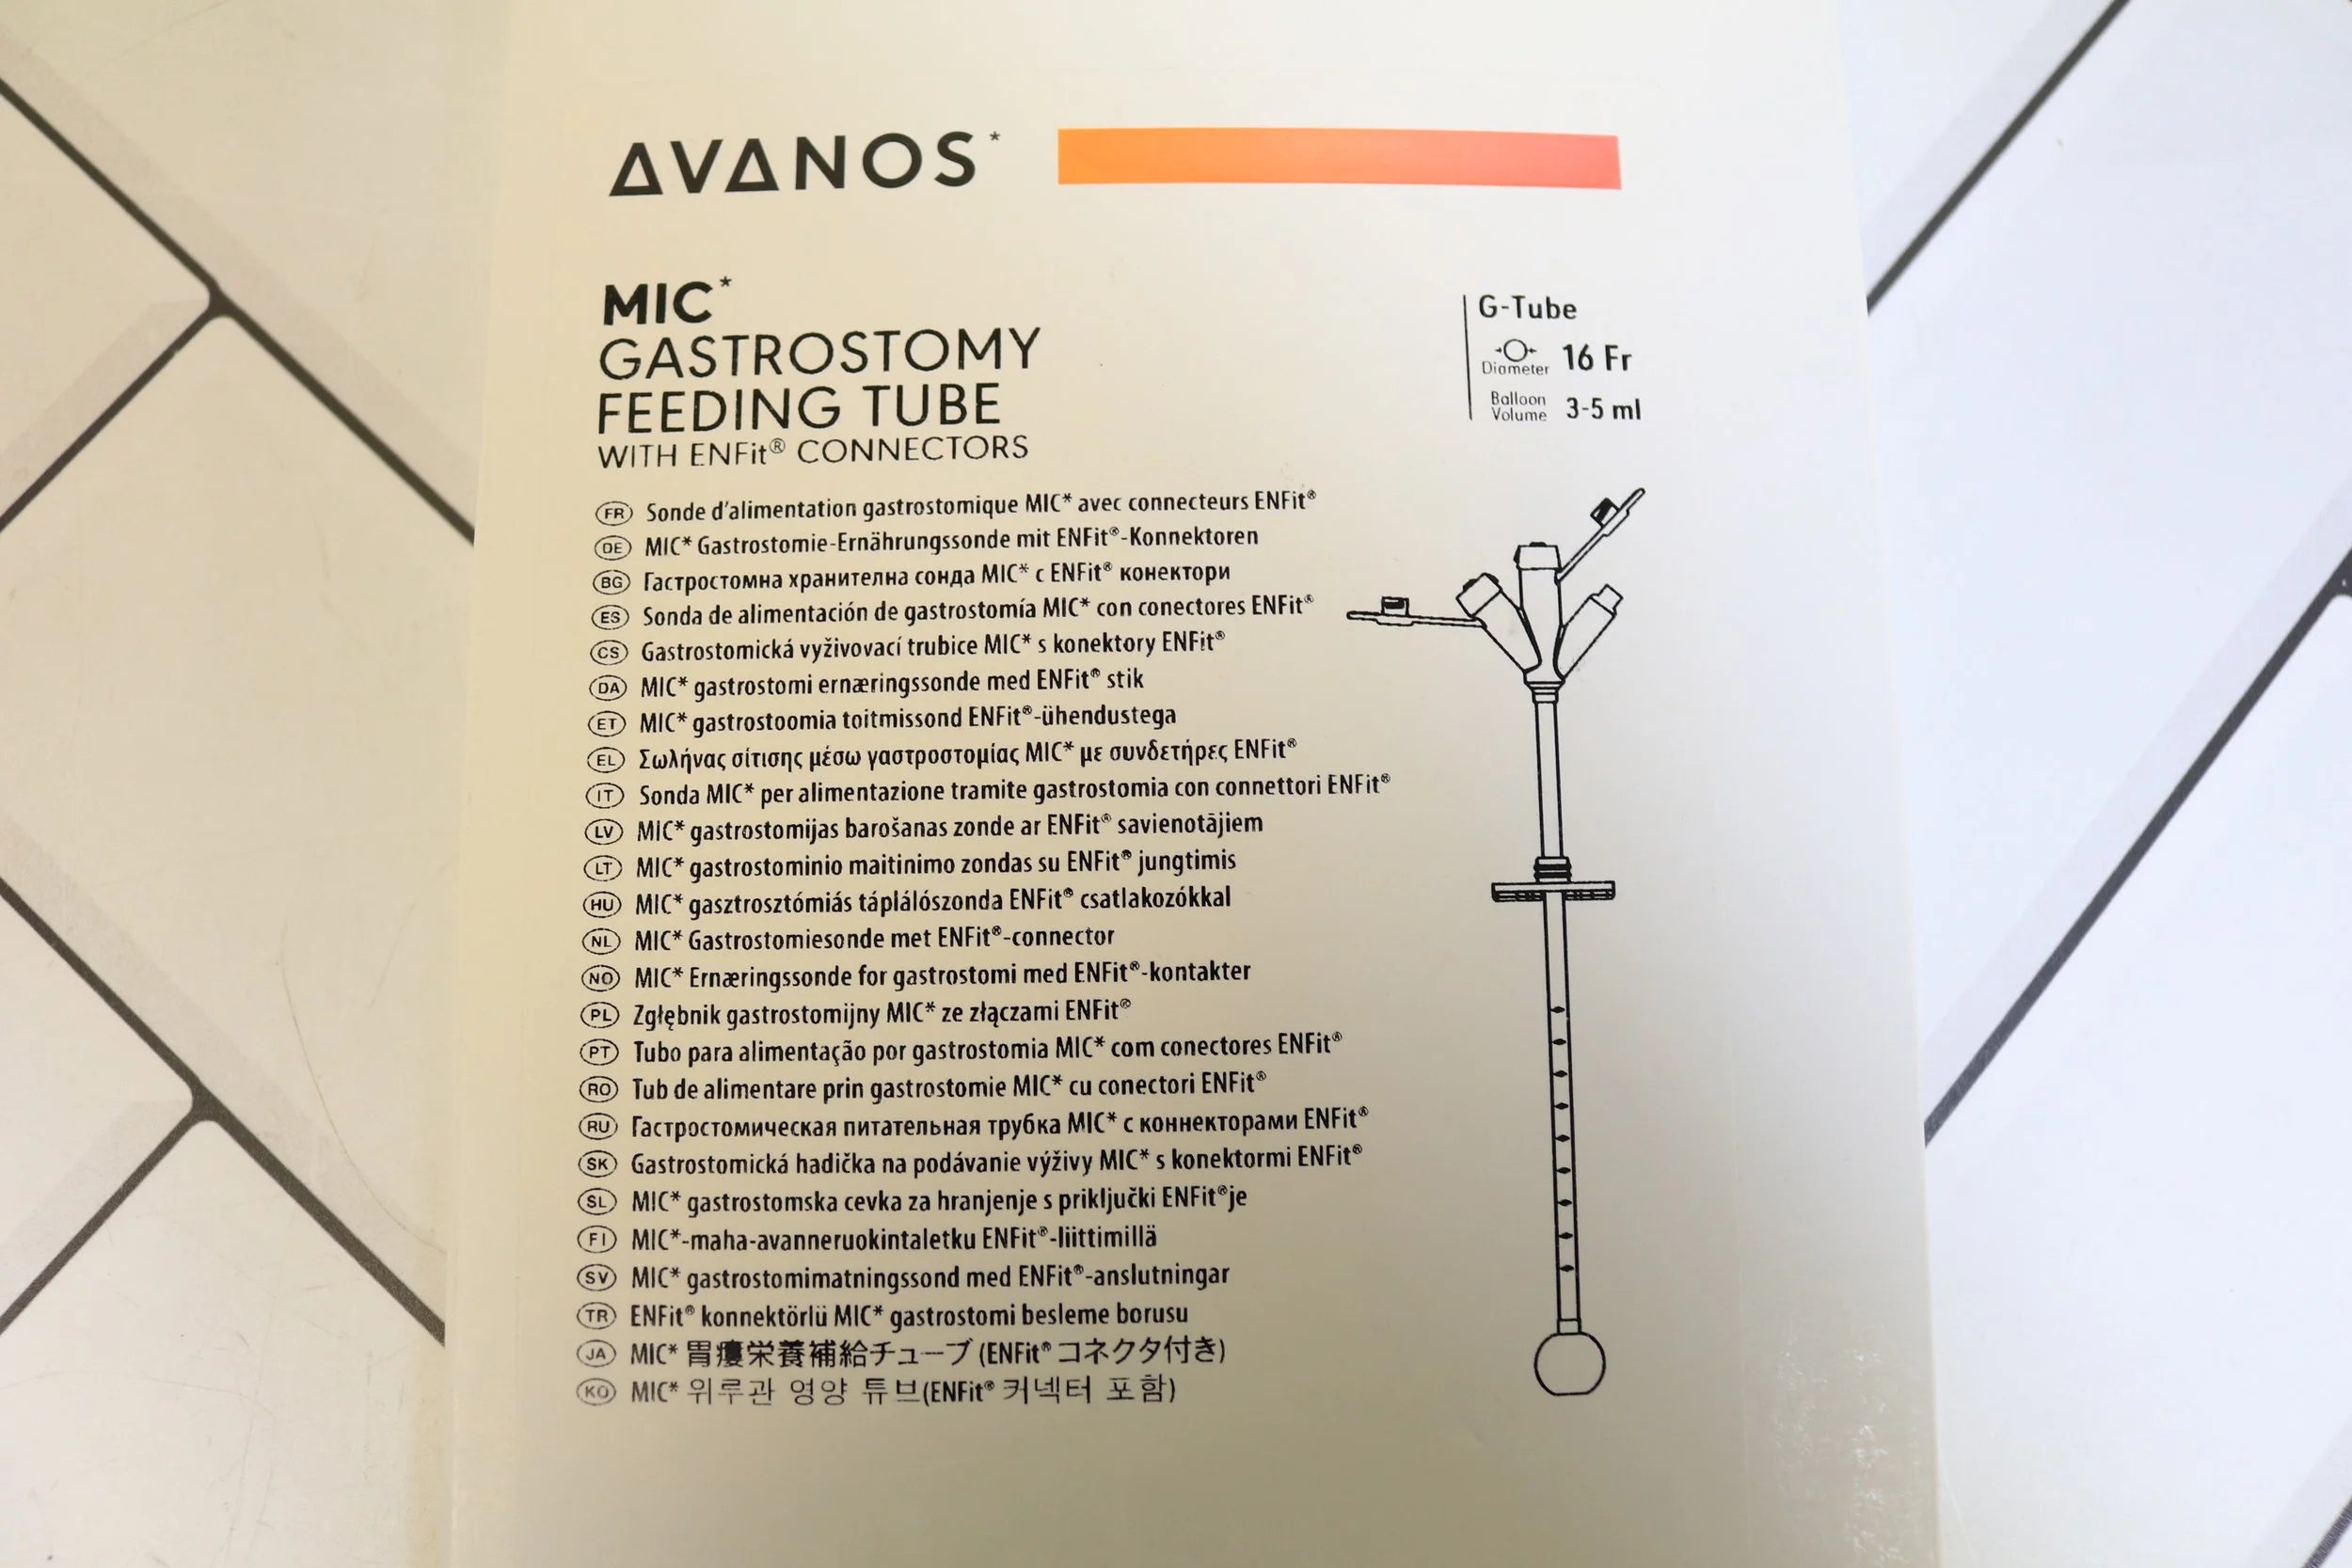 AVANOS*
MIC*
GASTROSTOMY
FEEDING TUBE
WITH ENFit® CONNECTORS
G-Tube
Diameter 16 Fr
Balloon Volume 3-5 ml
FR Sonde d'alimentation gastrostomique MIC* avec connecteurs ENFit®
DE MIC* Gastrostomie-Ernährungssonde mit ENFit®-Konnektoren
BG Гастростомна хранителна сонда MIC* с ENFit® конектори
ES Sonda de alimentación de gastrostomía MIC* con conectores ENFit®
CS Gastrostomická vyživovací trubice MIC* s konektory ENFit®
DA MIC* gastrostomi ernæringssonde med ENFit® stik
ET MIC* gastrostoomia toitmissond ENFit®-ühendustega
EL Σωλήνας σίτισης μέσω γαστροστομίας MIC* με συνδετήρες ENFit®
IT Sonda MIC* per alimentazione tramite gastrostomia con connettori ENFit®
LV MIC* gastrostomijas barošanas zonde ar ENFit® savienotājiem
LT MIC* gastrostominio maitinimo zondas su ENFit® jungtimis
HU MIC* gasztrosztómiás táplálószonda ENFit® csatlakozókkal
NL MIC* Gastrostomiesonde met ENFit®-connector
NO MIC* Ernæringssonde for gastrostomi med ENFit®-kontakter
PL Zgłębnik gastrostomijny MIC* ze złączami ENFit®
PT Tubo para alimentação por gastrostomia MIC* com conectores ENFit®
RO Tub de alimentare prin gastrostomie MIC* cu conectori ENFit®
RU Гастростомическая питательная трубка MIC* с коннекторами ENFit®
SK Gastrostomická hadička na podávanie výživy MIC* s konektormi ENFit®
SL MIC* gastrostomska cevka za hranjenje s priključki ENFit®je
FI MIC*-maha-avanneruokintaletku ENFit®-liittimillä
SV MIC* gastrostomimatningssond med ENFit®-anslutningar
TR ENFit® konnektörlü MIC* gastrostomi besleme borusu
JA MIC* 胃瘻栄養補給チューブ (ENFit® コネクタ付き)
KO MIC* 위루관 영양 튜브(ENFit® 커넥터 포함)